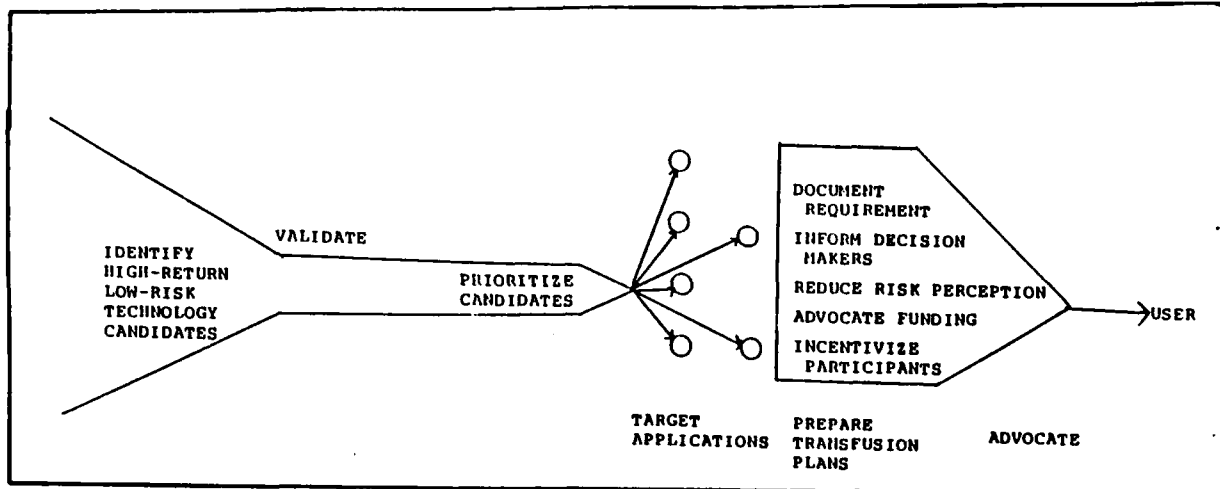 VALIDATE
IDENTIFY
HIGH-RETURN
LOW-RISK
TECHNOLOGY
CANDIDATES
PRIORITIZE
CANDIDATES
DOCUMENT
REQUIREMENT
INFORM DECISION
MAKERS
REDUCE RISK PERCEPTION
ADVOCATE FUNDING
INCENTIVIZE
PARTICIPANTS
USER
TARGET
APPLICATIONS
PREPARE
TRANSFUSION
PLANS
ADVOCATE